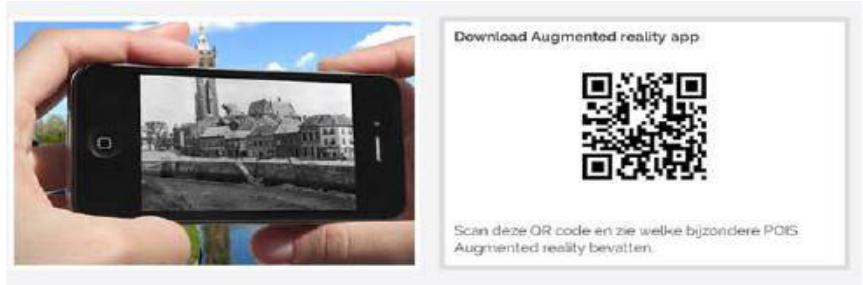 Download Augmented reality app
Scan deze QR code en zie welke bijzondere POIS
Augmented reality bevatten.